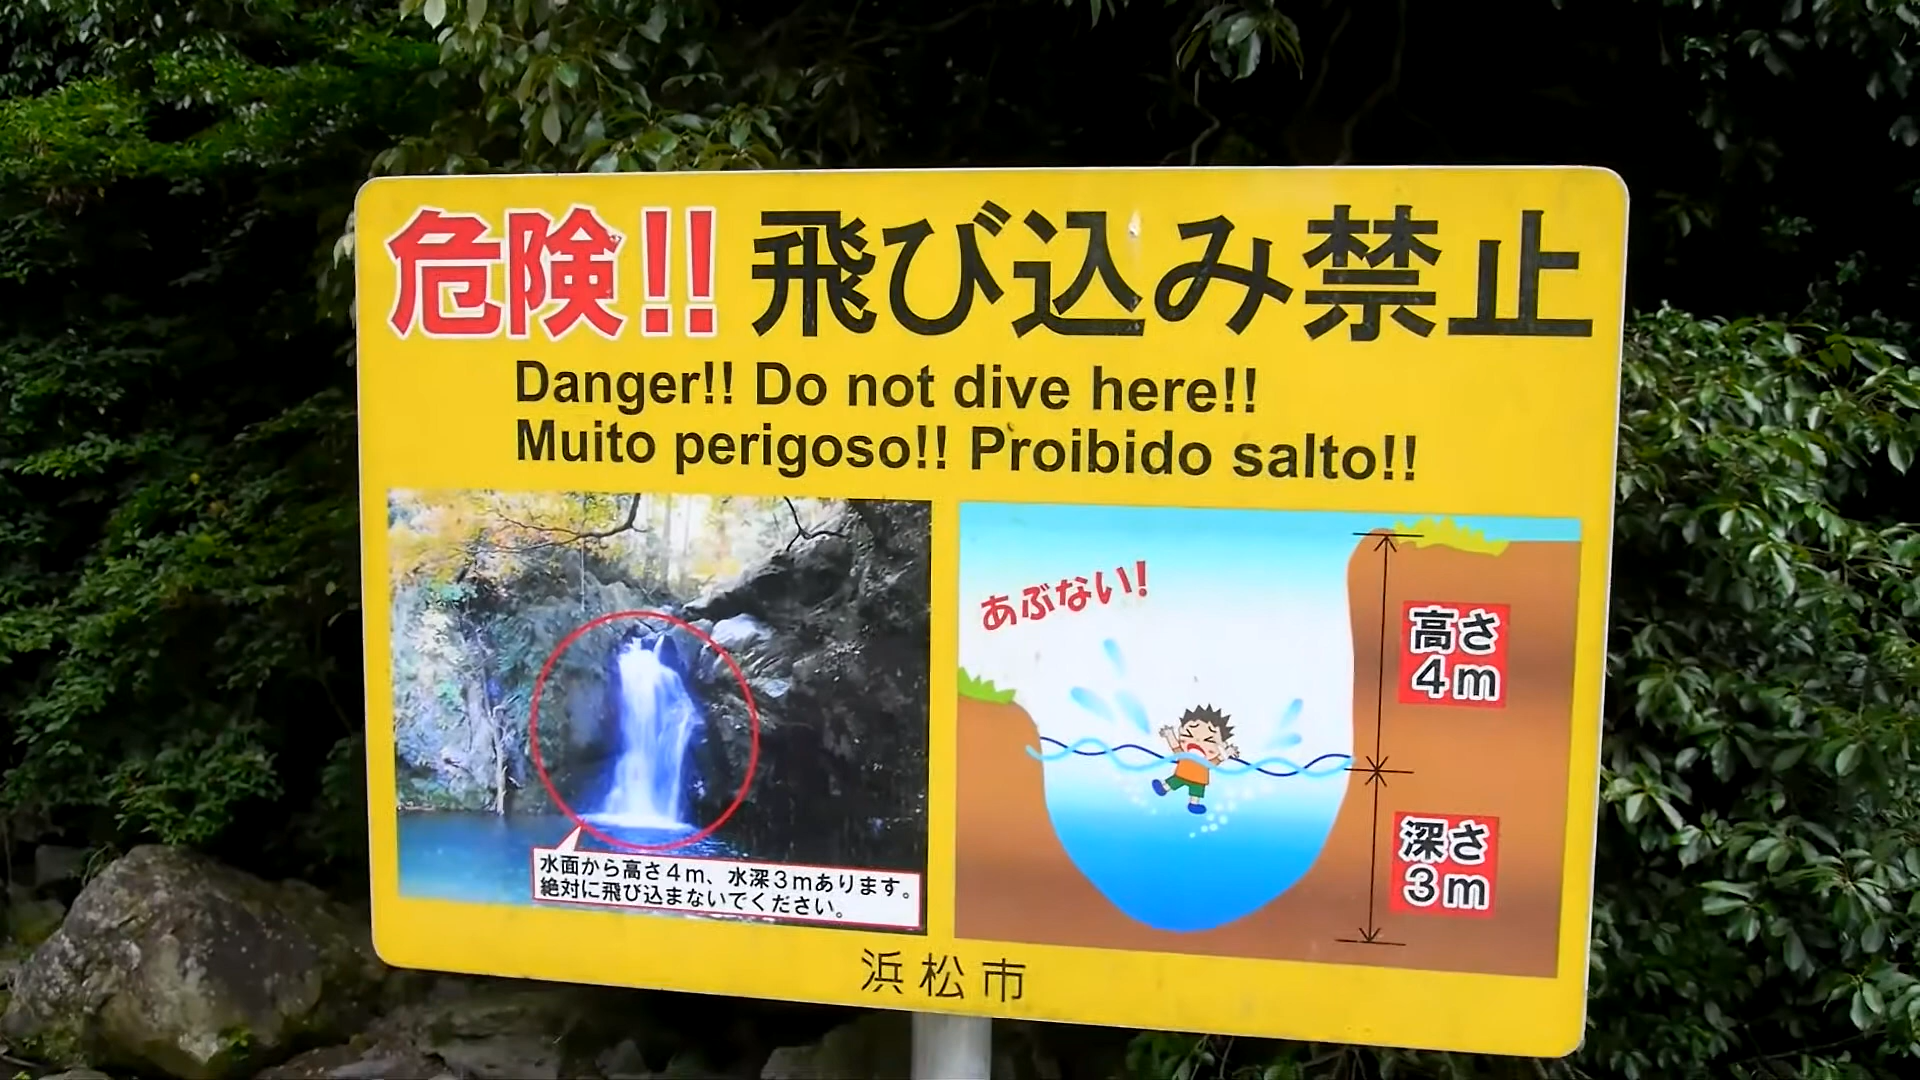 危険!! 飛び込み禁止
Danger!! Do not dive here!!
Muito perigoso!! Proibido salto!!
水面から高さ4m、水深3mあります。
絶対に飛び込まないでください。
あぶない!
高さ
4m
深さ
3m
浜松市